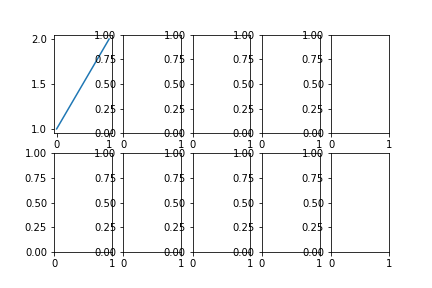 2.0 1.00 1.00 1.00 1.00
0.75 0.75 0.75 0.75
1.5 0.50 0.50 0.50 0.50
0.25 0.25 0.25 0.25
1.0 0.00 0.00 0.00 0.00
0 1 0 1 0 1 0 1 0 1
1.00 1.00 1.00 1.00 1.00
0.75 0.75 0.75 0.75 0.75
0.50 0.50 0.50 0.50 0.50
0.25 0.25 0.25 0.25 0.25
0.00 0.00 0.00 0.00 0.00
0 1 0 1 0 1 0 1 0 1